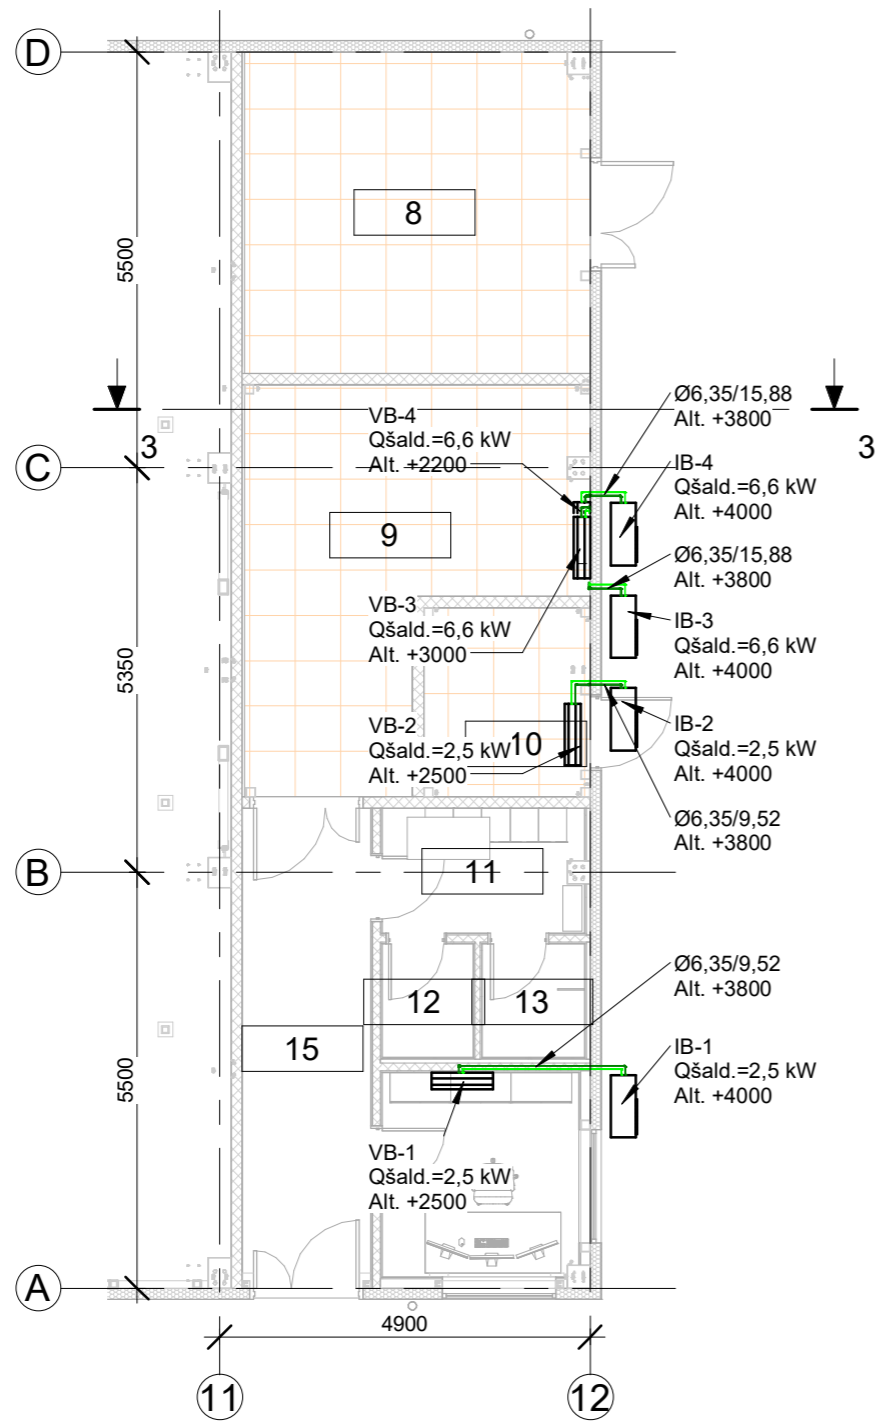 D
8
5500
Ø6,35/15,88
Alt. +3800
VB-4
Qšald.=6,6 kW
Alt. +2200
3
3
C
IB-4
Qšald.=6,6 kW
Alt. +4000
9
Ø6,35/15,88
Alt. +3800
VB-3
Qšald.=6,6 kW
Alt. +3000
IB-3
Qšald.=6,6 kW
Alt. +4000
5350
VB-2
Qšald.=2,5 kW
Alt. +2500
10
IB-2
Qšald.=2,5 kW
Alt. +4000
Ø6,35/9,52
Alt. +3800
B
11
Ø6,35/9,52
Alt. +3800
12
13
15
IB-1
Qšald.=2,5 kW
Alt. +4000
5500
VB-1
Qšald.=2,5 kW
Alt. +2500
A
4900
11
12